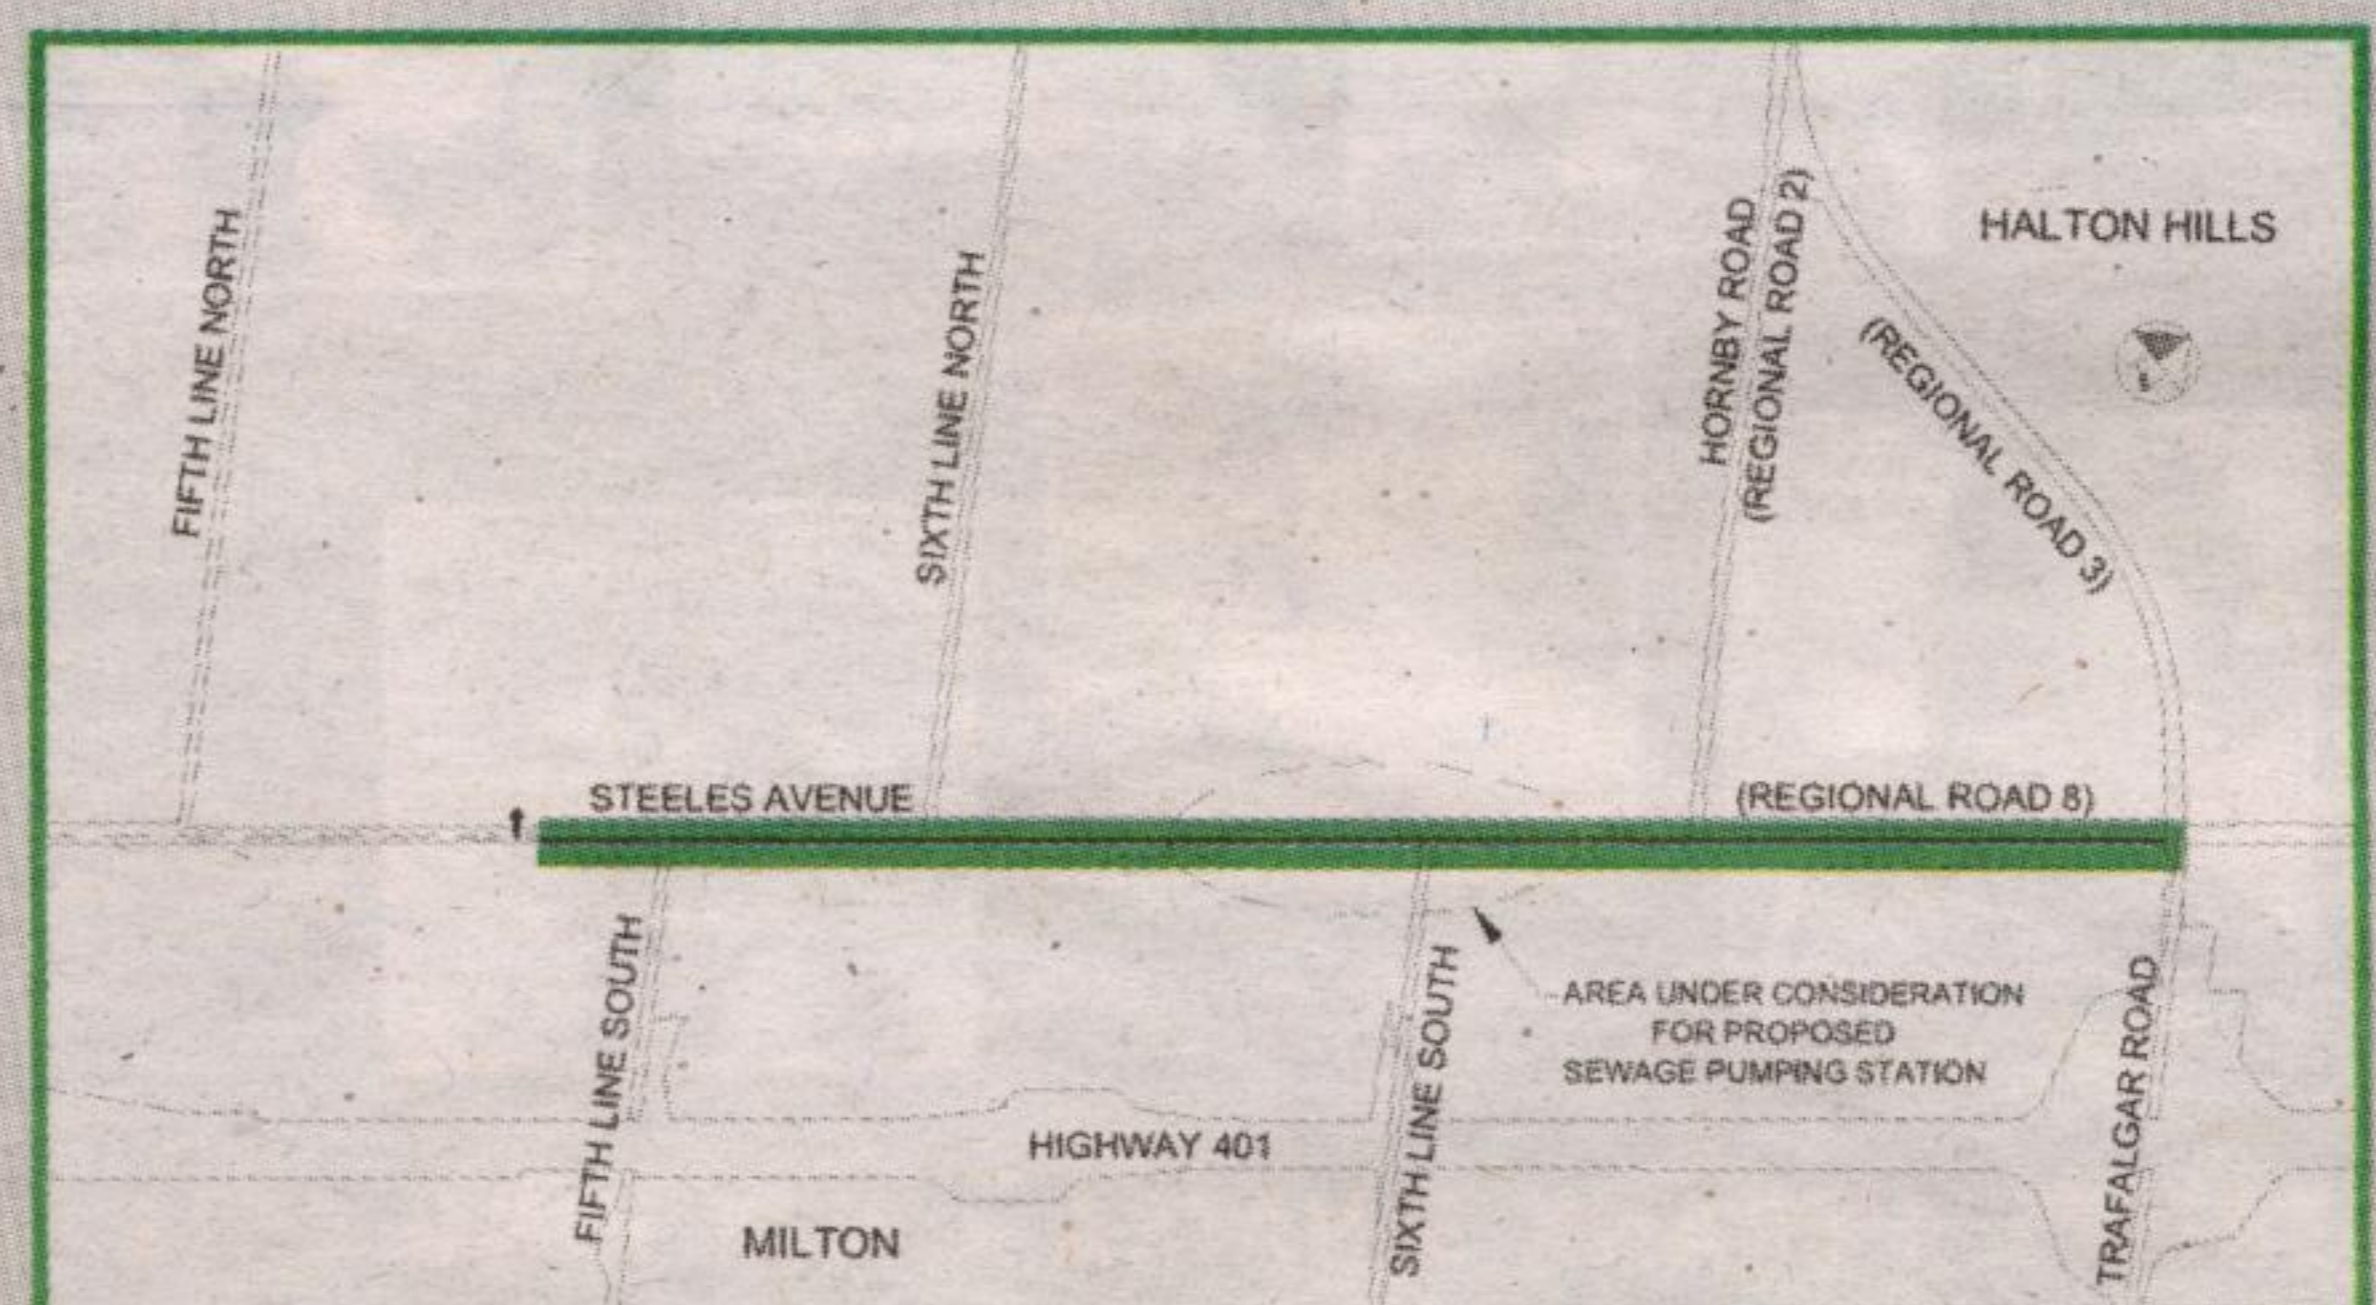 FIFTH LINE NORTH
SIXTH LINE NORTH
HORNBY ROAD
(REGIONAL ROAD 2)
HALTON HILLS
(REGIONAL ROAD 3)
STEELES AVENUE
(REGIONAL ROAD 8)
FIFTH LINE SOUTH
SIXTH LINE SOUTH
AREA UNDER CONSIDERATION
FOR PROPOSED
SEWAGE PUMPING STATION
TRAFALGAR ROAD
HIGHWAY 401
MILTON